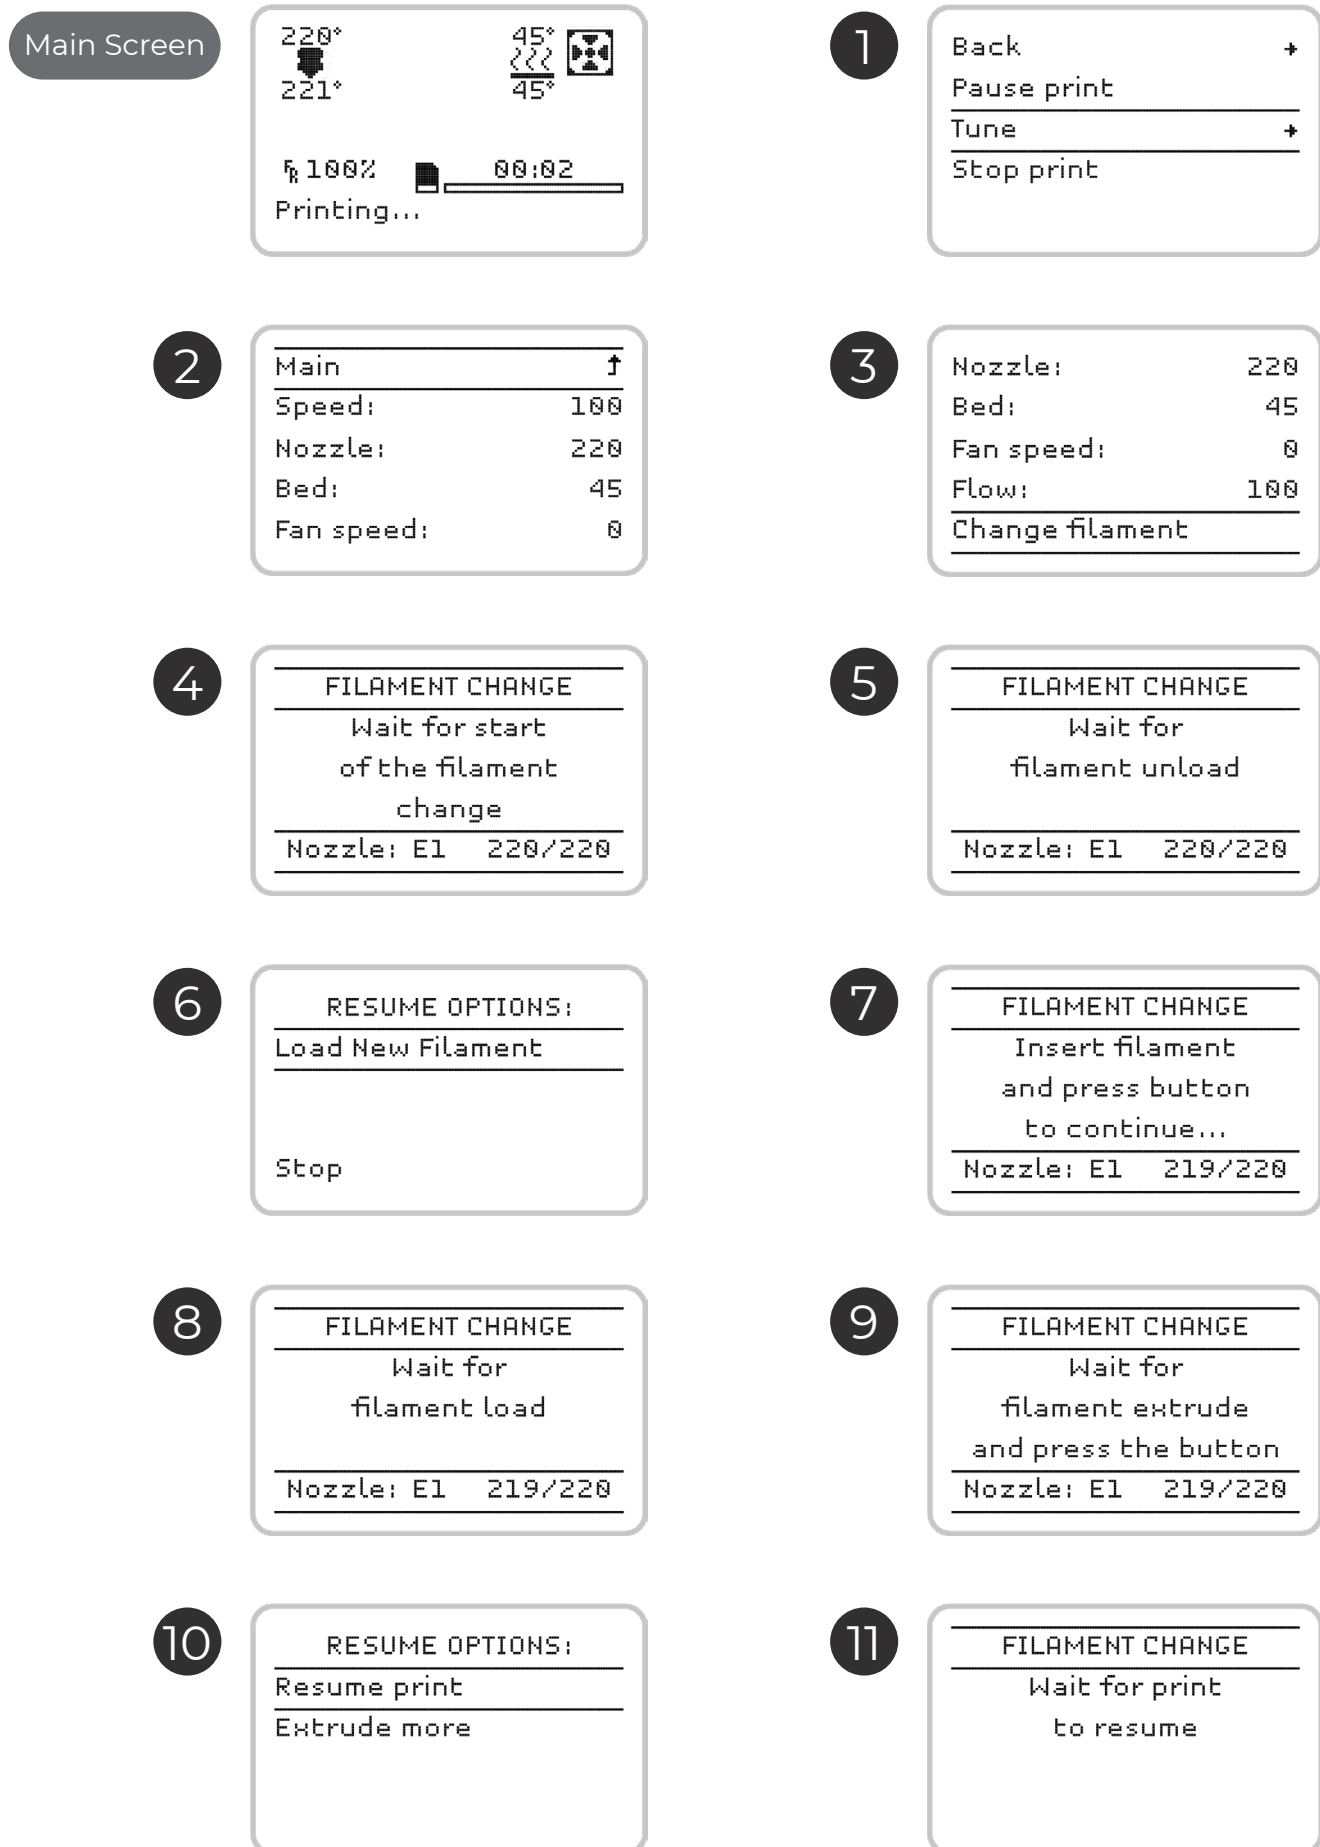 Main Screen
220°
45°
221°
45°
FR 100% 00:02
Printing...
1
Back
Pause print
Tune
Stop print
2
Main
Speed: 100
Nozzle: 220
Bed: 45
Fan speed: 0
3
Nozzle: 220
Bed: 45
Fan speed: 0
Flow: 100
Change filament
4
FILAMENT CHANGE
Wait for start
of the filament
change
Nozzle: E1 220/220
5
FILAMENT CHANGE
Wait for
filament unload
Nozzle: E1 220/220
6
RESUME OPTIONS:
Load New Filament
Stop
7
FILAMENT CHANGE
Insert filament
and press button
to continue...
Nozzle: E1 219/220
8
FILAMENT CHANGE
Wait for
filament load
Nozzle: E1 219/220
9
FILAMENT CHANGE
Wait for
filament extrude
and press the button
Nozzle: E1 219/220
10
RESUME OPTIONS:
Resume print
Extrude more
11
FILAMENT CHANGE
Wait for print
to resume